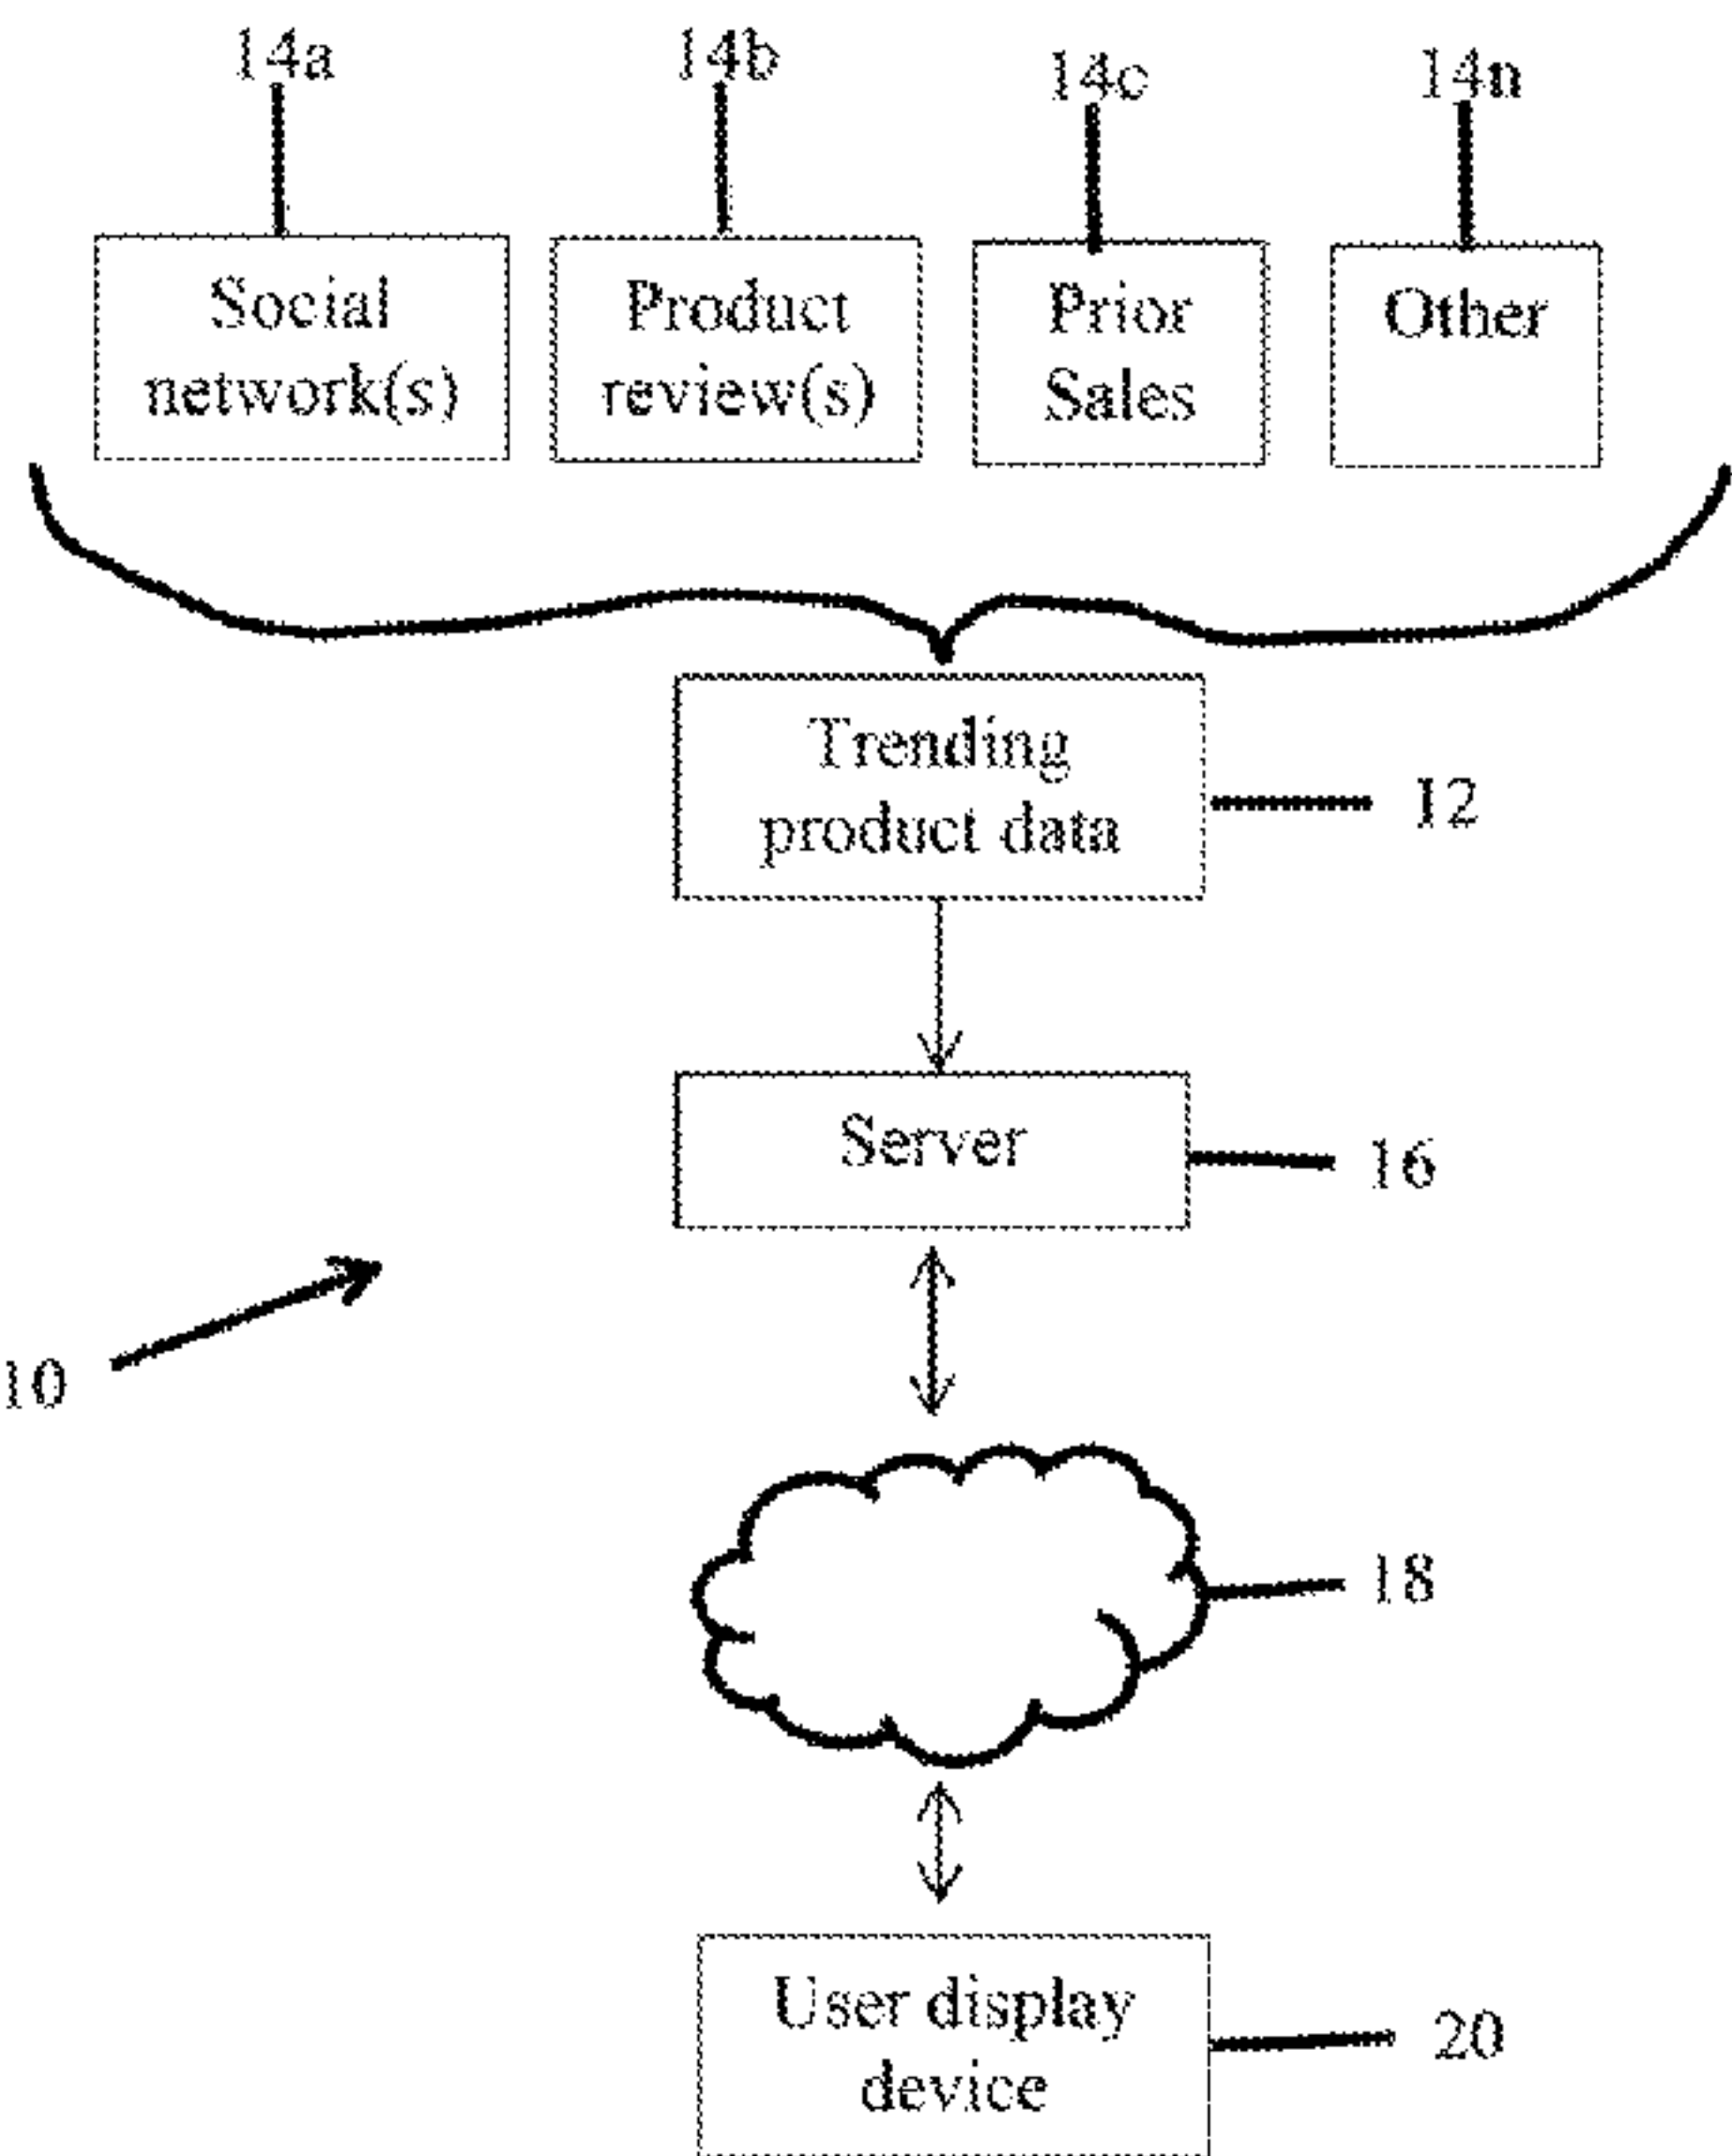 14a
14b
14c
14n
Social
network(s)
Product
review(s)
Prior
Sales
Other
Trending
product data
12
Server
16
10
18
User display
device
20